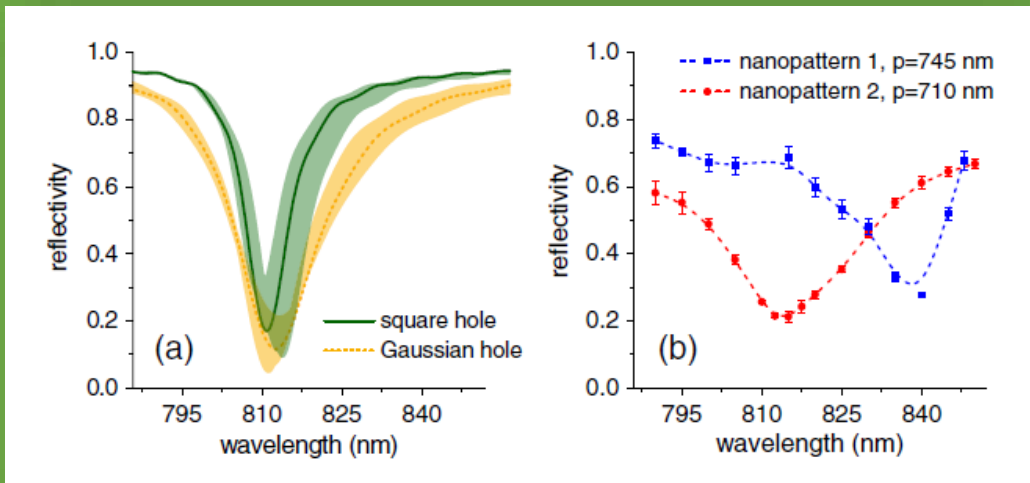 1.0
0.8
0.6
0.4
0.2
0.0
reflectivity
(a)
square hole
Gaussian hole
795 810 825 840
wavelength (nm)
1.0
0.8
0.6
0.4
0.2
0.0
reflectivity
nanopattern 1, p=745 nm
nanopattern 2, p=710 nm
(b)
795 810 825 840
wavelength (nm)